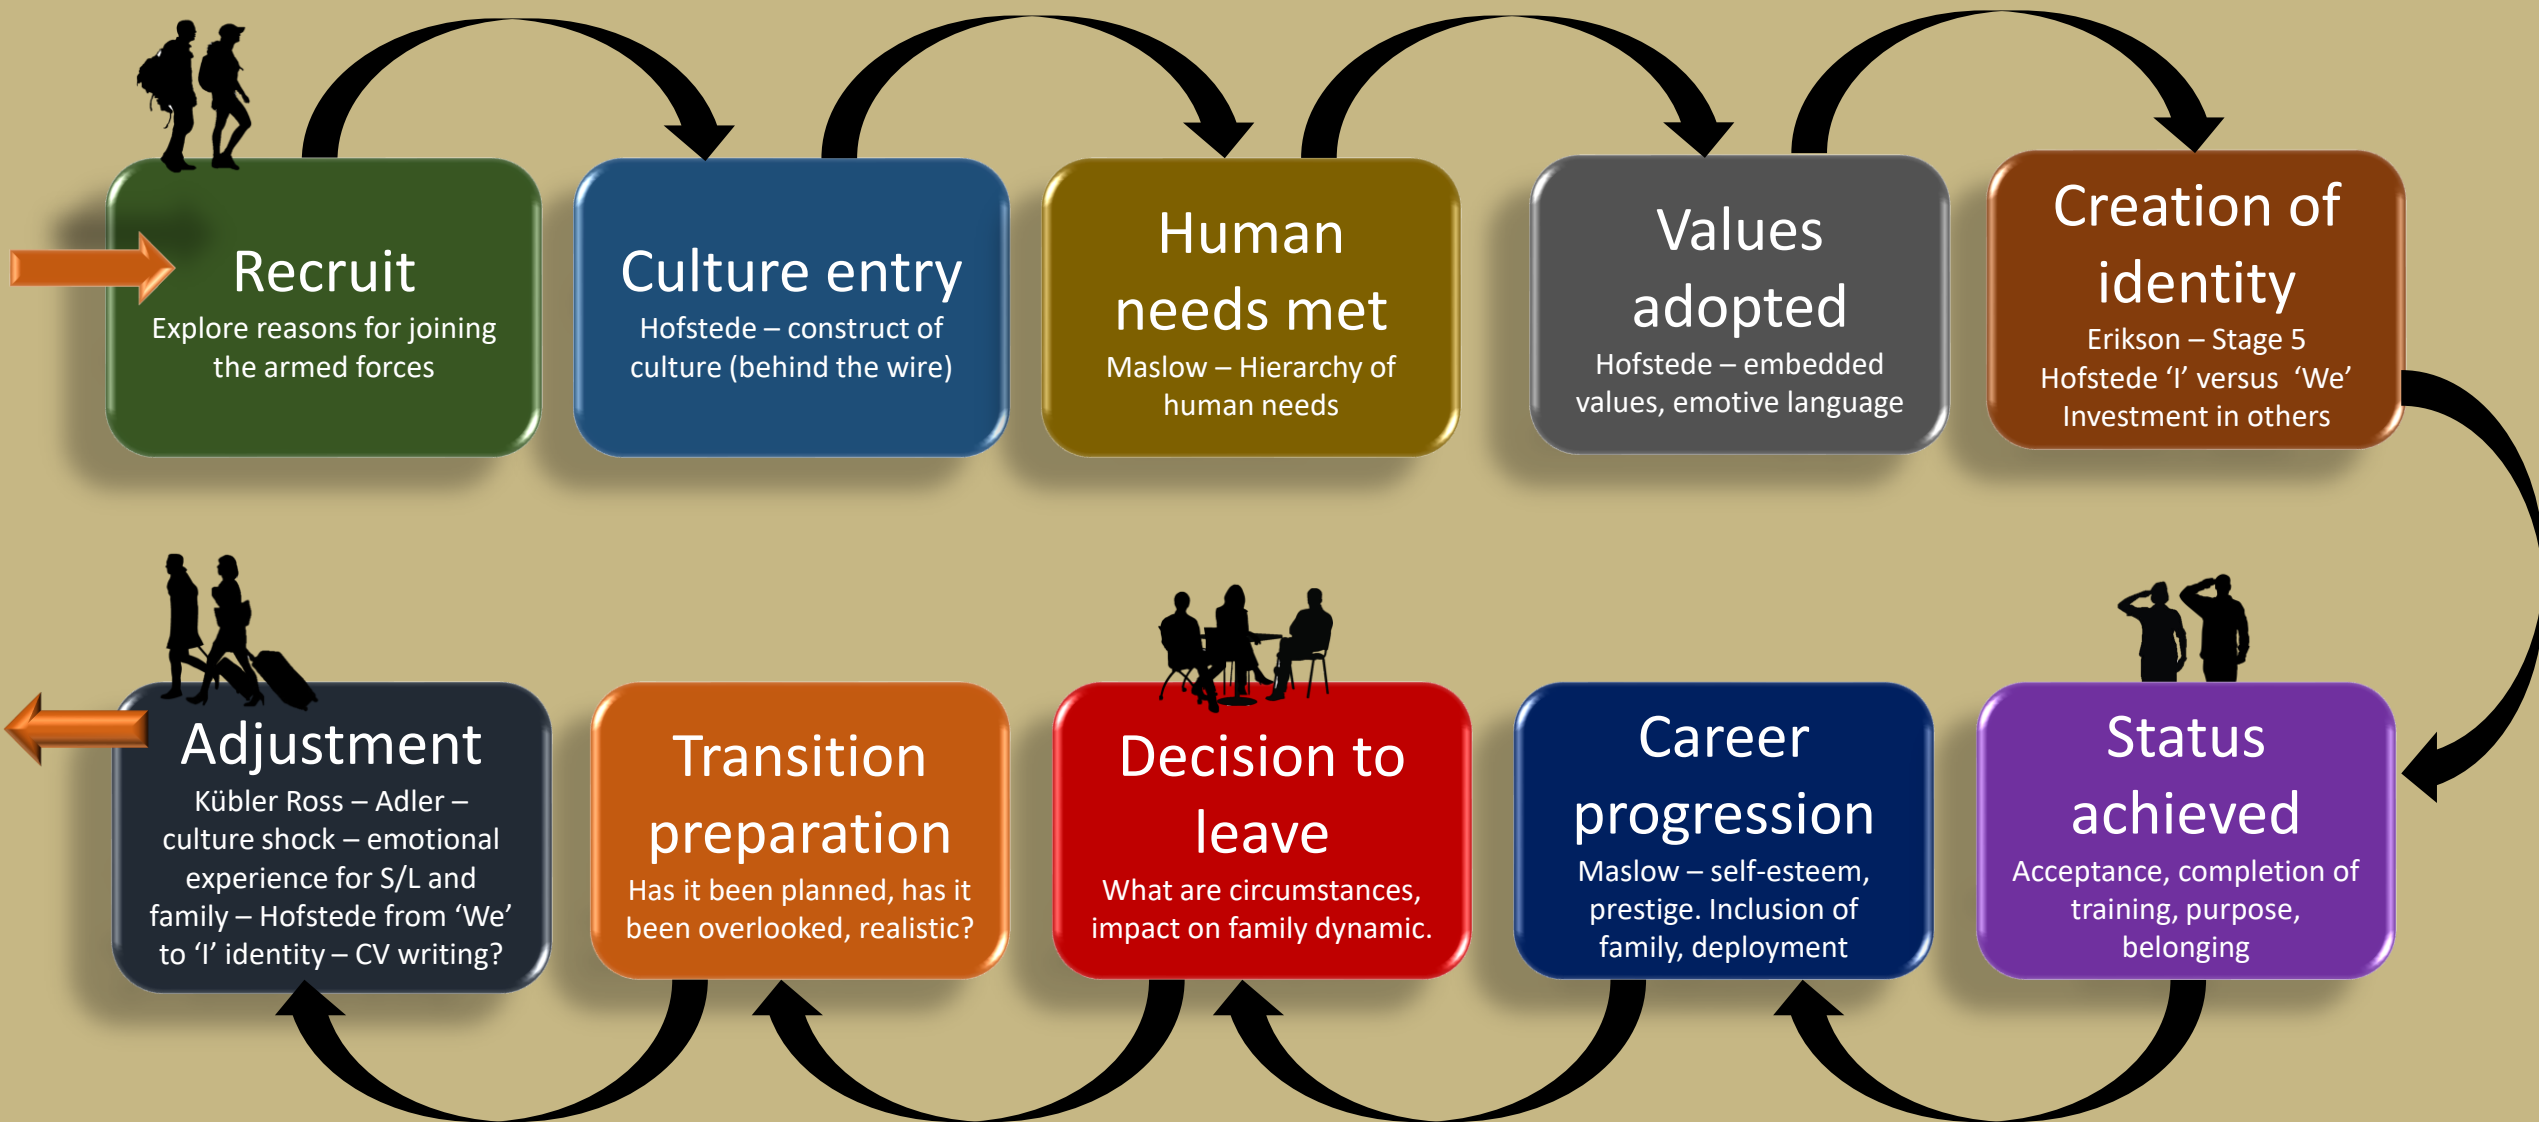 Recruit
Explore reasons for joining
the armed forces
Culture entry
Hofstede – construct of
culture (behind the wire)
Human
needs met
Maslow – Hierarchy of
human needs
Values
adopted
Hofstede – embedded
values, emotive language
Creation of
identity
Erikson – Stage 5
Hofstede ‘I’ versus ‘We’
Investment in others
Status
achieved
Acceptance, completion of
training, purpose,
belonging
Career
progression
Maslow – self-esteem,
prestige. Inclusion of
family, deployment
Decision to
leave
What are circumstances,
impact on family dynamic.
Transition
preparation
Has it been planned, has it
been overlooked, realistic?
Adjustment
Kübler Ross – Adler –
culture shock – emotional
experience for S/L and
family – Hofstede from ‘We’
to ‘I’ identity – CV writing?